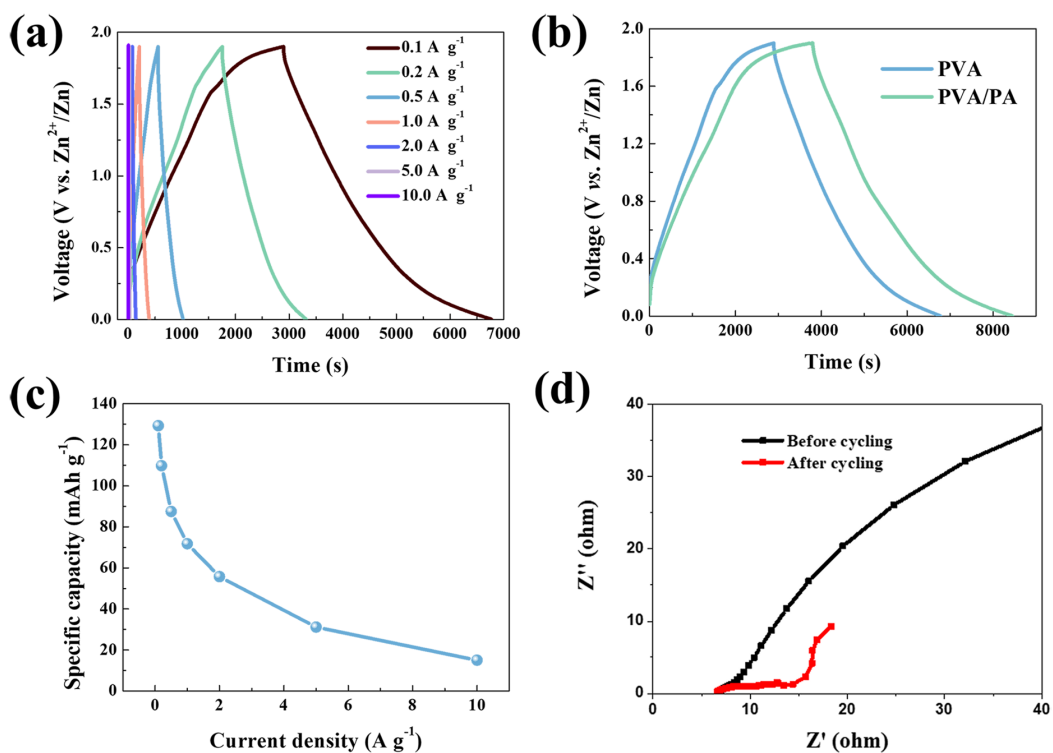 (a)
2.0
1.5
1.0
0.5
0.0
Voltage (V vs. Zn²⁺/Zn)
0.1 A g⁻¹
0.2 A g⁻¹
0.5 A g⁻¹
1.0 A g⁻¹
2.0 A g⁻¹
5.0 A g⁻¹
10.0 A g⁻¹
0 1000 2000 3000 4000 5000 6000 7000
Time (s)
(b)
2.0
1.6
1.2
0.8
0.4
0.0
Voltage (V vs. Zn²⁺/Zn)
PVA
PVA/PA
0 2000 4000 6000 8000
Time (s)
(c)
140
120
100
80
60
40
20
0
Specific capacity (mAh g⁻¹)
0 2 4 6 8 10
Current density (A g⁻¹)
(d)
40
30
20
10
0
Z'' (ohm)
Before cycling
After cycling
0 10 20 30 40
Z' (ohm)